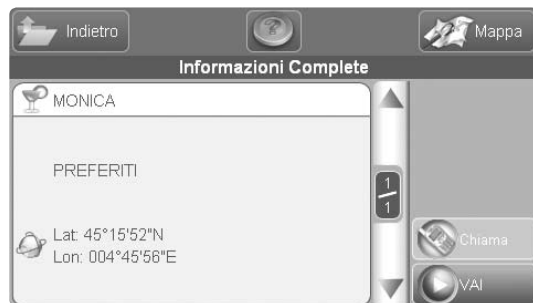 Indietro
?
Mappa
Informazioni Complete
MONICA
PREFERITI
1
1
Lat: 45°15'52"N
Lon: 004°45'56"E
Chiama
VAI